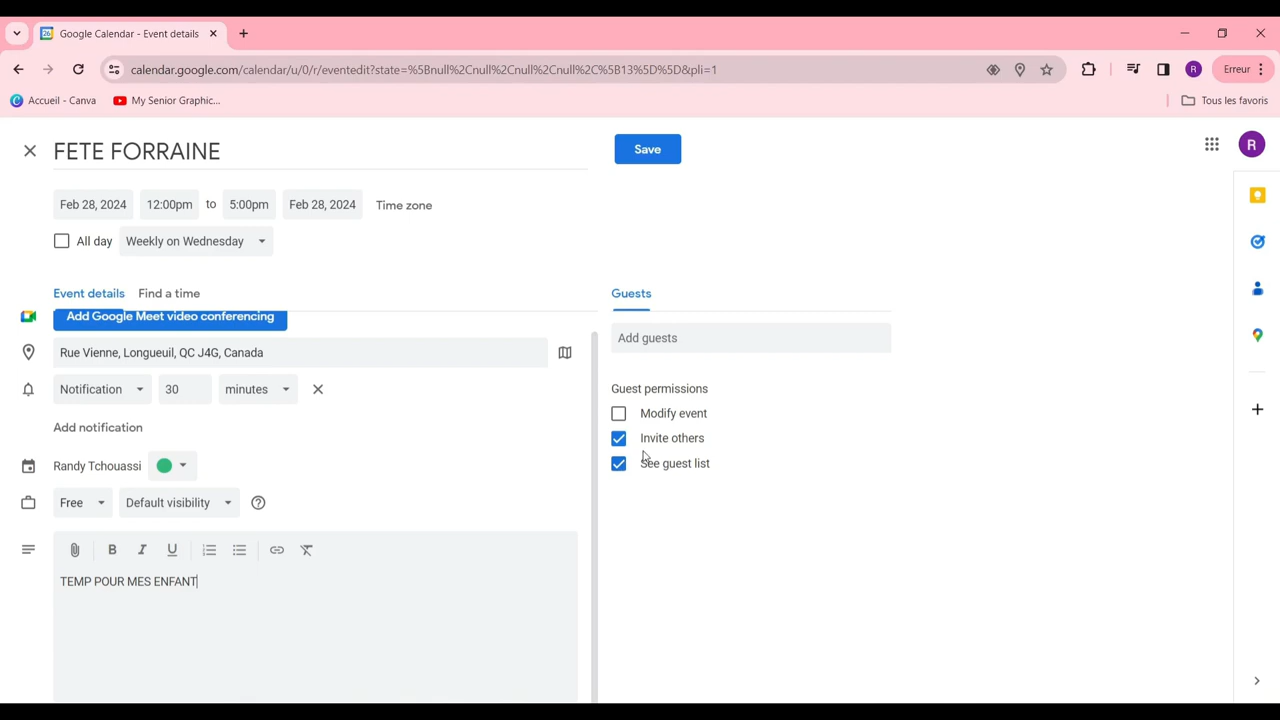 Google Calendar - Event details
calendar.google.com/calendar/u/0/r/eventedit?state=%5Bnull%2Cnull%2Cnull%2Cnull%2C%5B13%5D%5D&pli=1
R
Erreur
Accueil - Canva
My Senior Graphic...
Tous les favoris
FETE FORRAINE
Save
R
Feb 28, 2024
12:00pm
to
5:00pm
Feb 28, 2024
Time zone
All day
Weekly on Wednesday
Event details
Find a time
Guests
Add Google Meet video conferencing
Add guests
Rue Vienne, Longueuil, QC J4G, Canada
Notification
30
minutes
Guest permissions
Modify event
Add notification
Invite others
Randy Tchouassi
See guest list
Free
Default visibility
B
I
U
TEMP POUR MES ENFANT